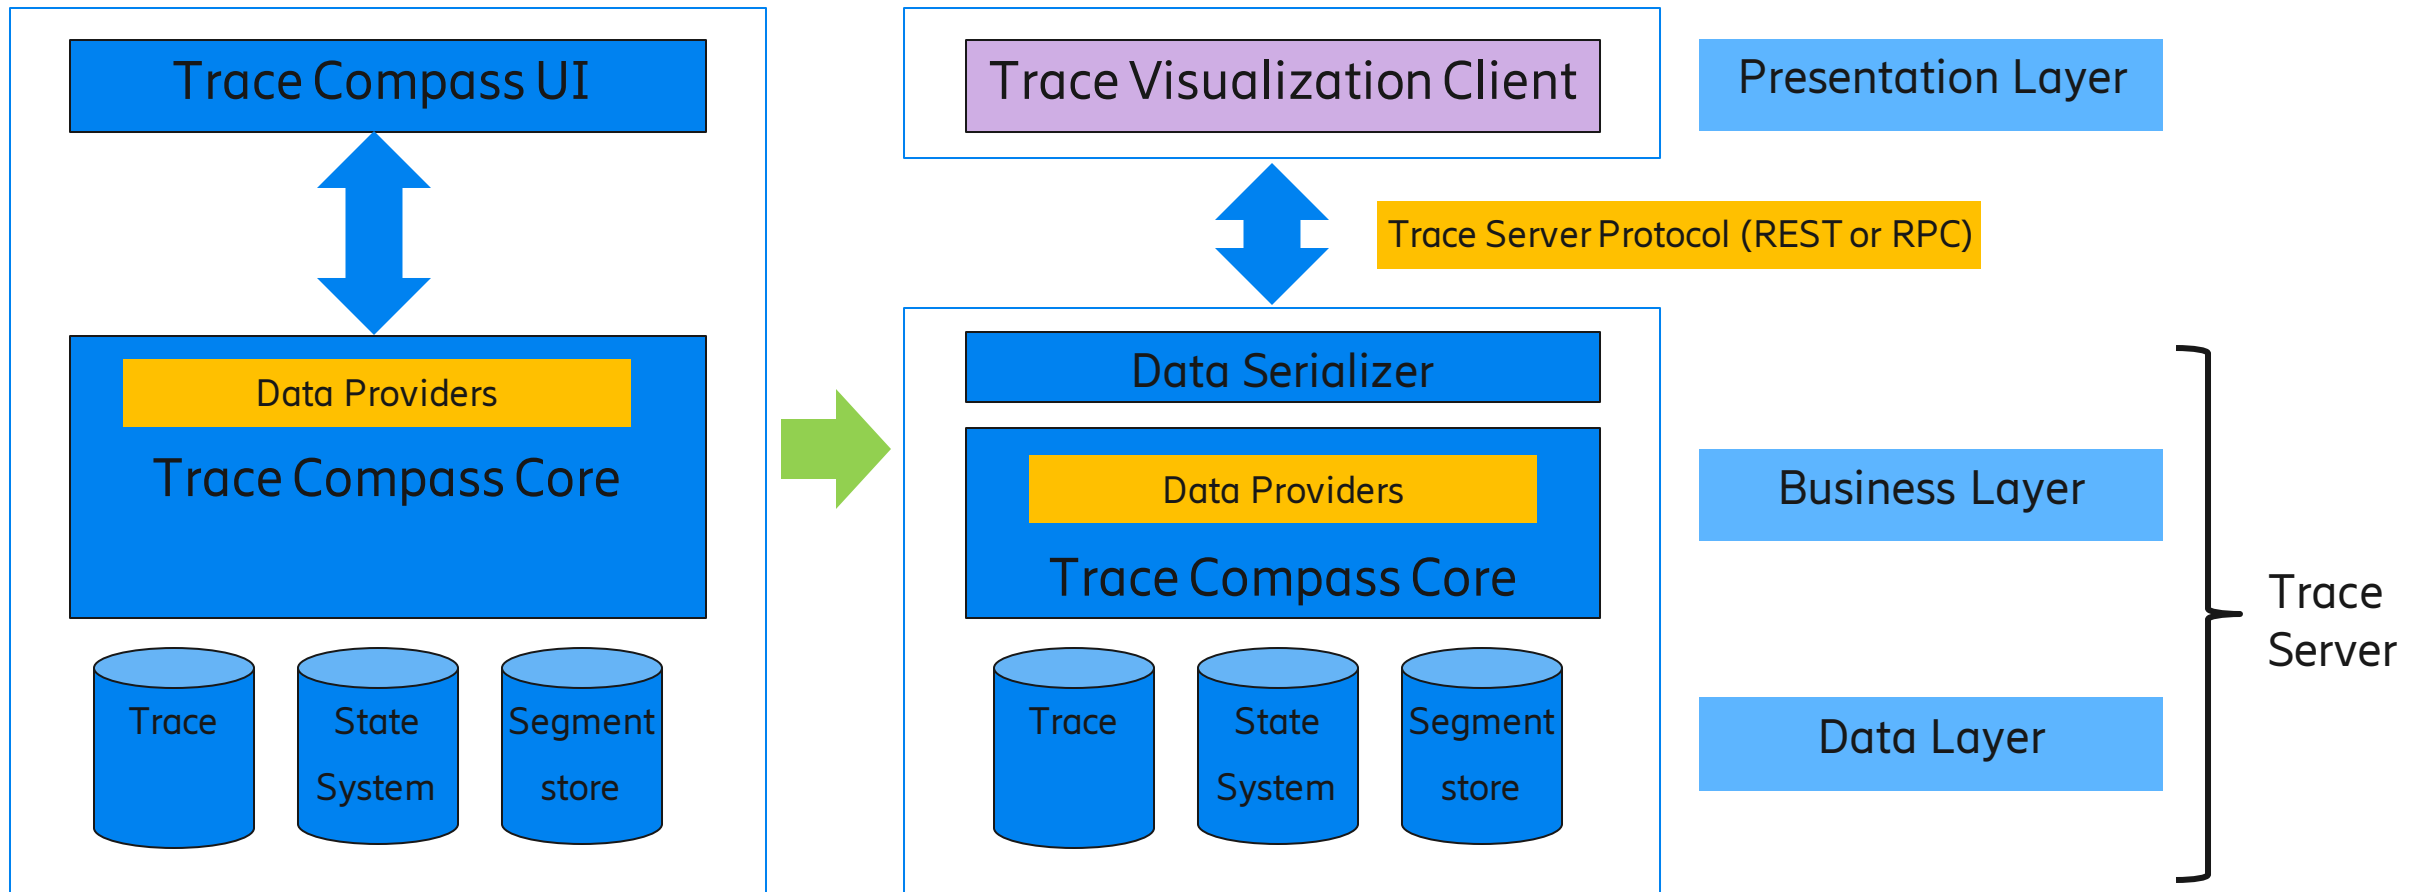 Trace Compass UI
Data Providers
Trace Compass Core
Trace
State
System
Segment
store
Trace Visualization Client
Trace Server Protocol (REST or RPC)
Data Serializer
Data Providers
Trace Compass Core
Trace
State
System
Segment
store
Presentation Layer
Business Layer
Data Layer
Trace
Server